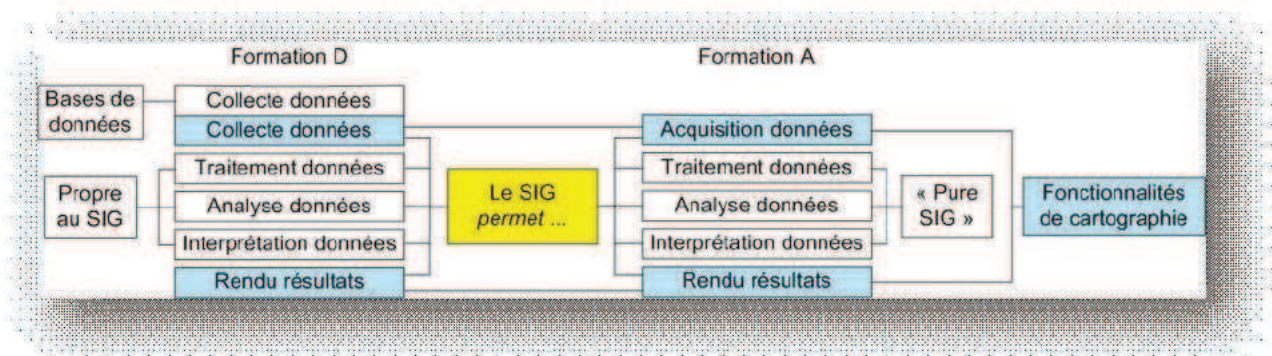 Formation D
Formation A
Bases de
données
Collecte données
Collecte données
Acquisition données
Propre
au SIG
Traitement données
Analyse données
Interprétation données
Rendu résultats
Le SIG
permet ...
Traitement données
Analyse données
Interprétation données
Rendu résultats
« Pure
SIG »
Fonctionnalités
de cartographie